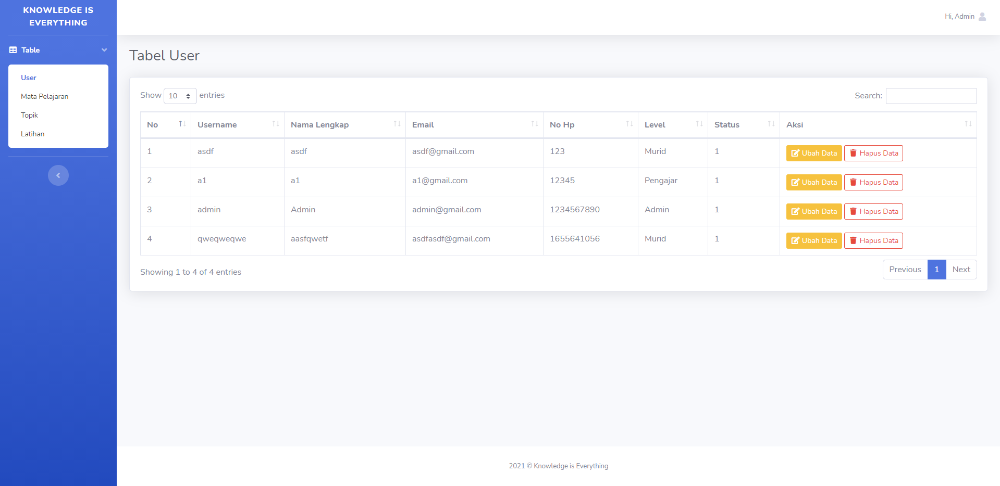 KNOWLEDGE IS
EVERYTHING
Hi, Admin
Table
User
Mata Pelajaran
Topik
Latihan
Tabel User
Show 10 entries
Search:
No Username Nama Lengkap Email No Hp Level Status Aksi
1 asdf asdf asdf@gmail.com 123 Murid 1 Ubah Data Hapus Data
2 a1 a1 a1@gmail.com 12345 Pengajar 1 Ubah Data Hapus Data
3 admin Admin admin@gmail.com 1234567890 Admin 1 Ubah Data Hapus Data
4 qweqweqwe aasfqwetf asdfasdf@gmail.com 1655641056 Murid 1 Ubah Data Hapus Data
Showing 1 to 4 of 4 entries
Previous 1 Next
2021 © Knowledge is Everything